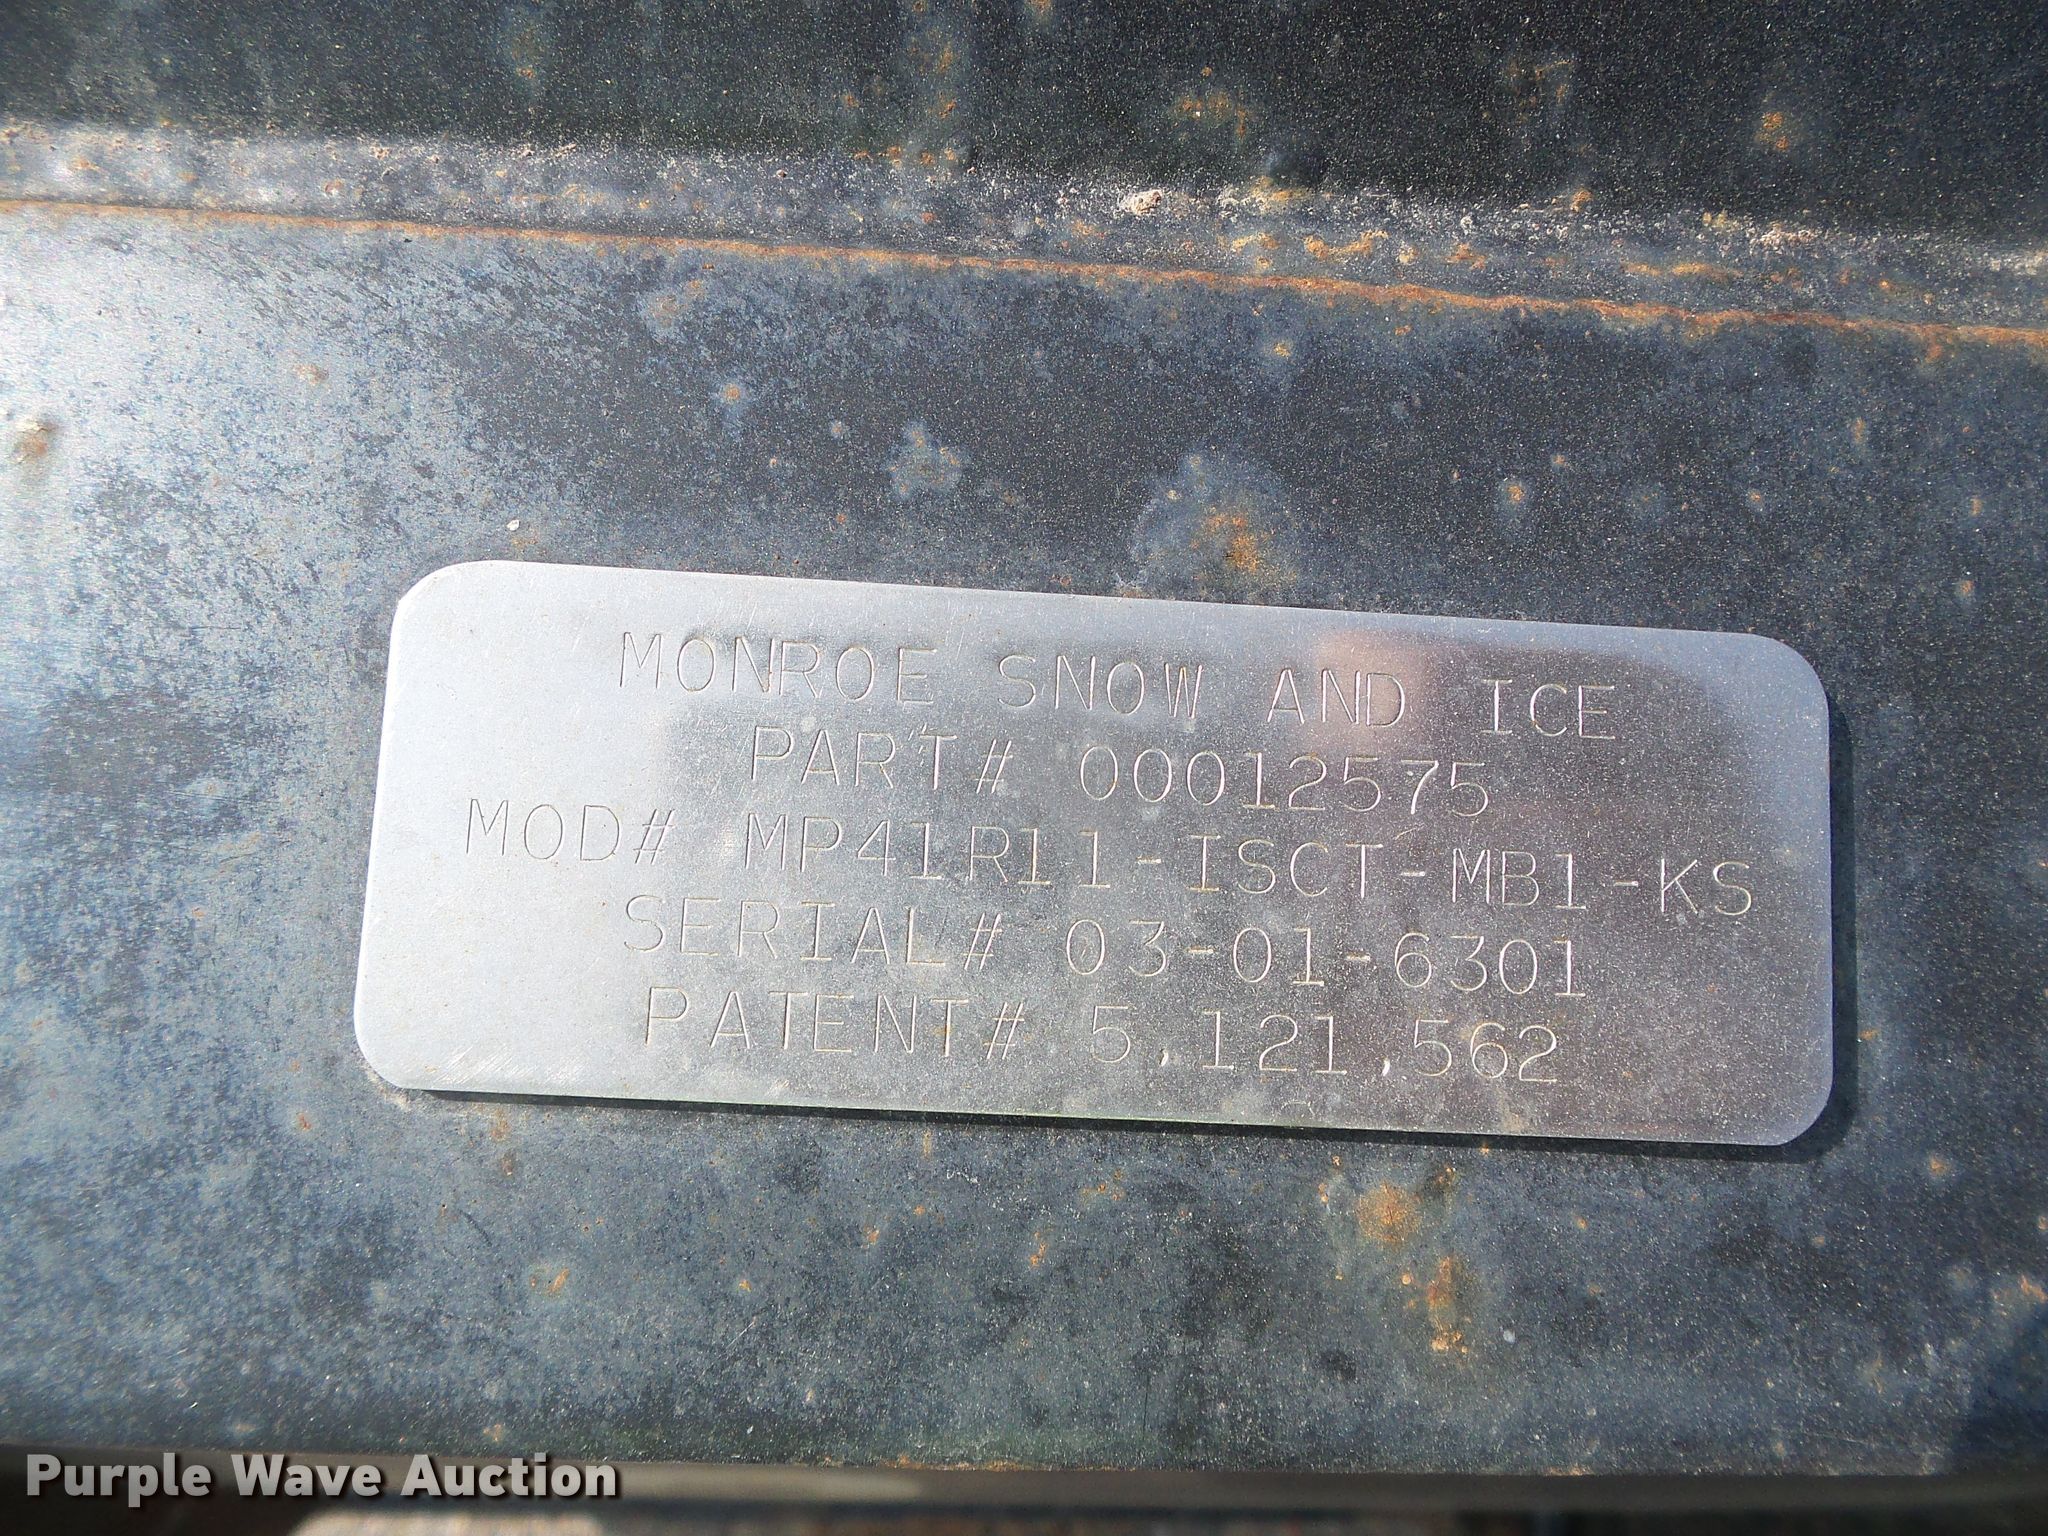 MONROE SNOW AND ICE
PART# 00012575
MOD# MP41R11-ISCT-MB1-KS
SERIAL# 03-01-6301
PATENT# 5,121,562
Purple Wave Auction